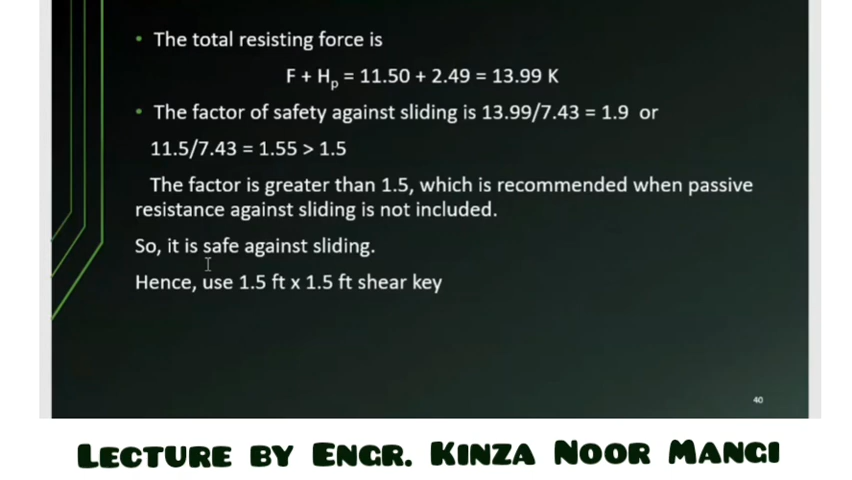 • The total resisting force is
F + Hp = 11.50 + 2.49 = 13.99 K
• The factor of safety against sliding is 13.99/7.43 = 1.9 or
11.5/7.43 = 1.55 > 1.5
The factor is greater than 1.5, which is recommended when passive
resistance against sliding is not included.
So, it is safe against sliding.
Hence, use 1.5 ft x 1.5 ft shear key
40
Lecture by Engr. Kinza Noor Mangi